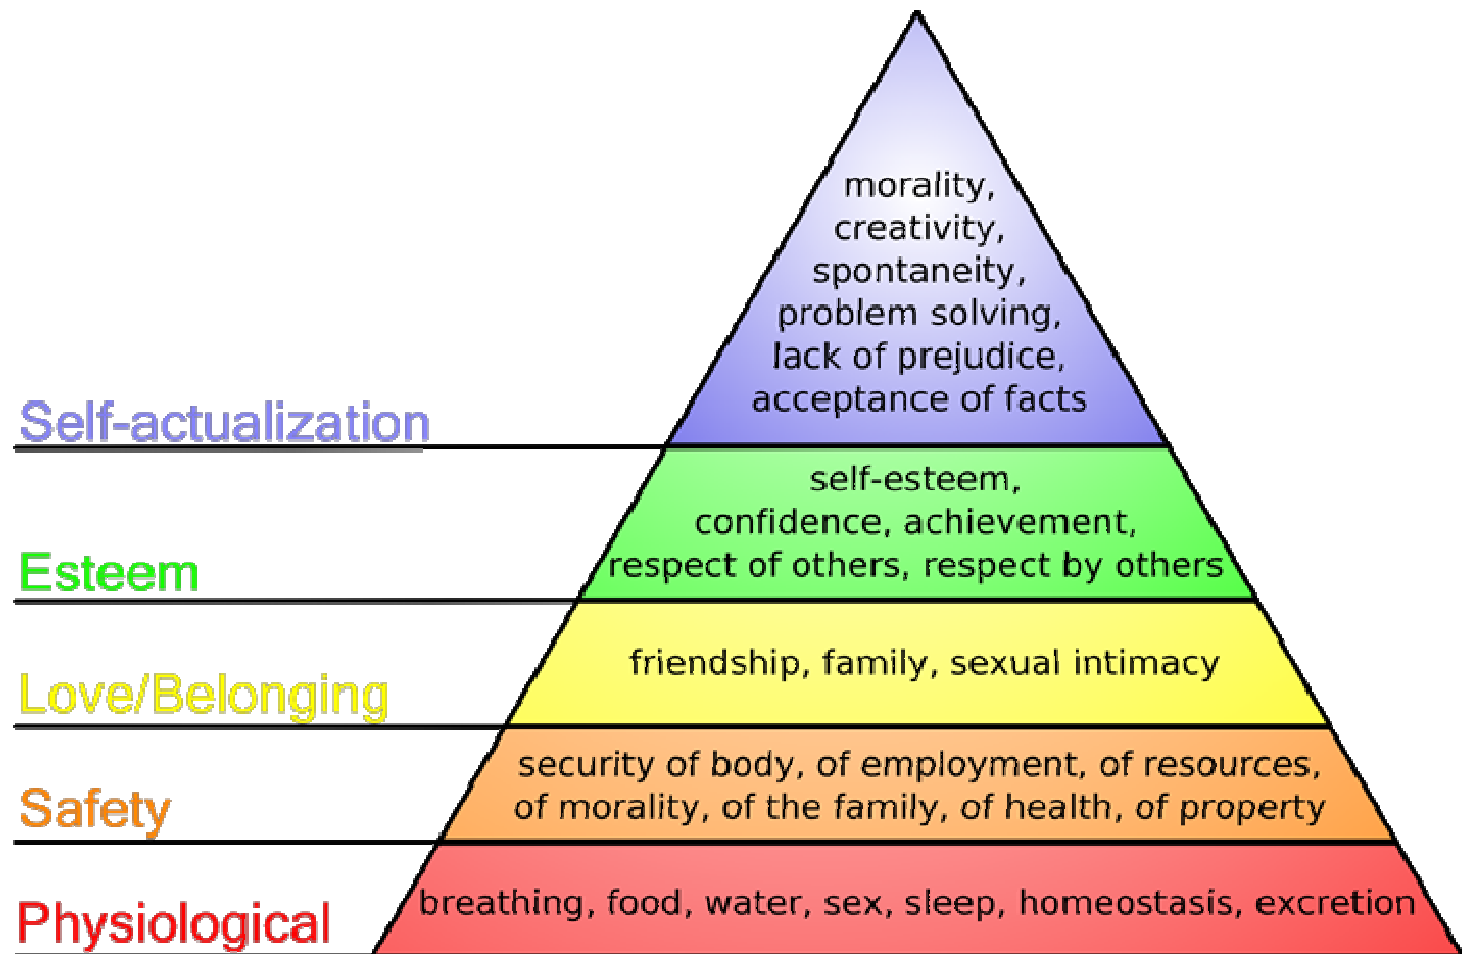 morality,
creativity,
spontaneity,
problem solving,
lack of prejudice,
acceptance of facts
Self-actualization
self-esteem,
confidence, achievement,
respect of others, respect by others
Esteem
friendship, family, sexual intimacy
Love/Belonging
security of body, of employment, of resources,
of morality, of the family, of health, of property
Safety
breathing, food, water, sex, sleep, homeostasis, excretion
Physiological